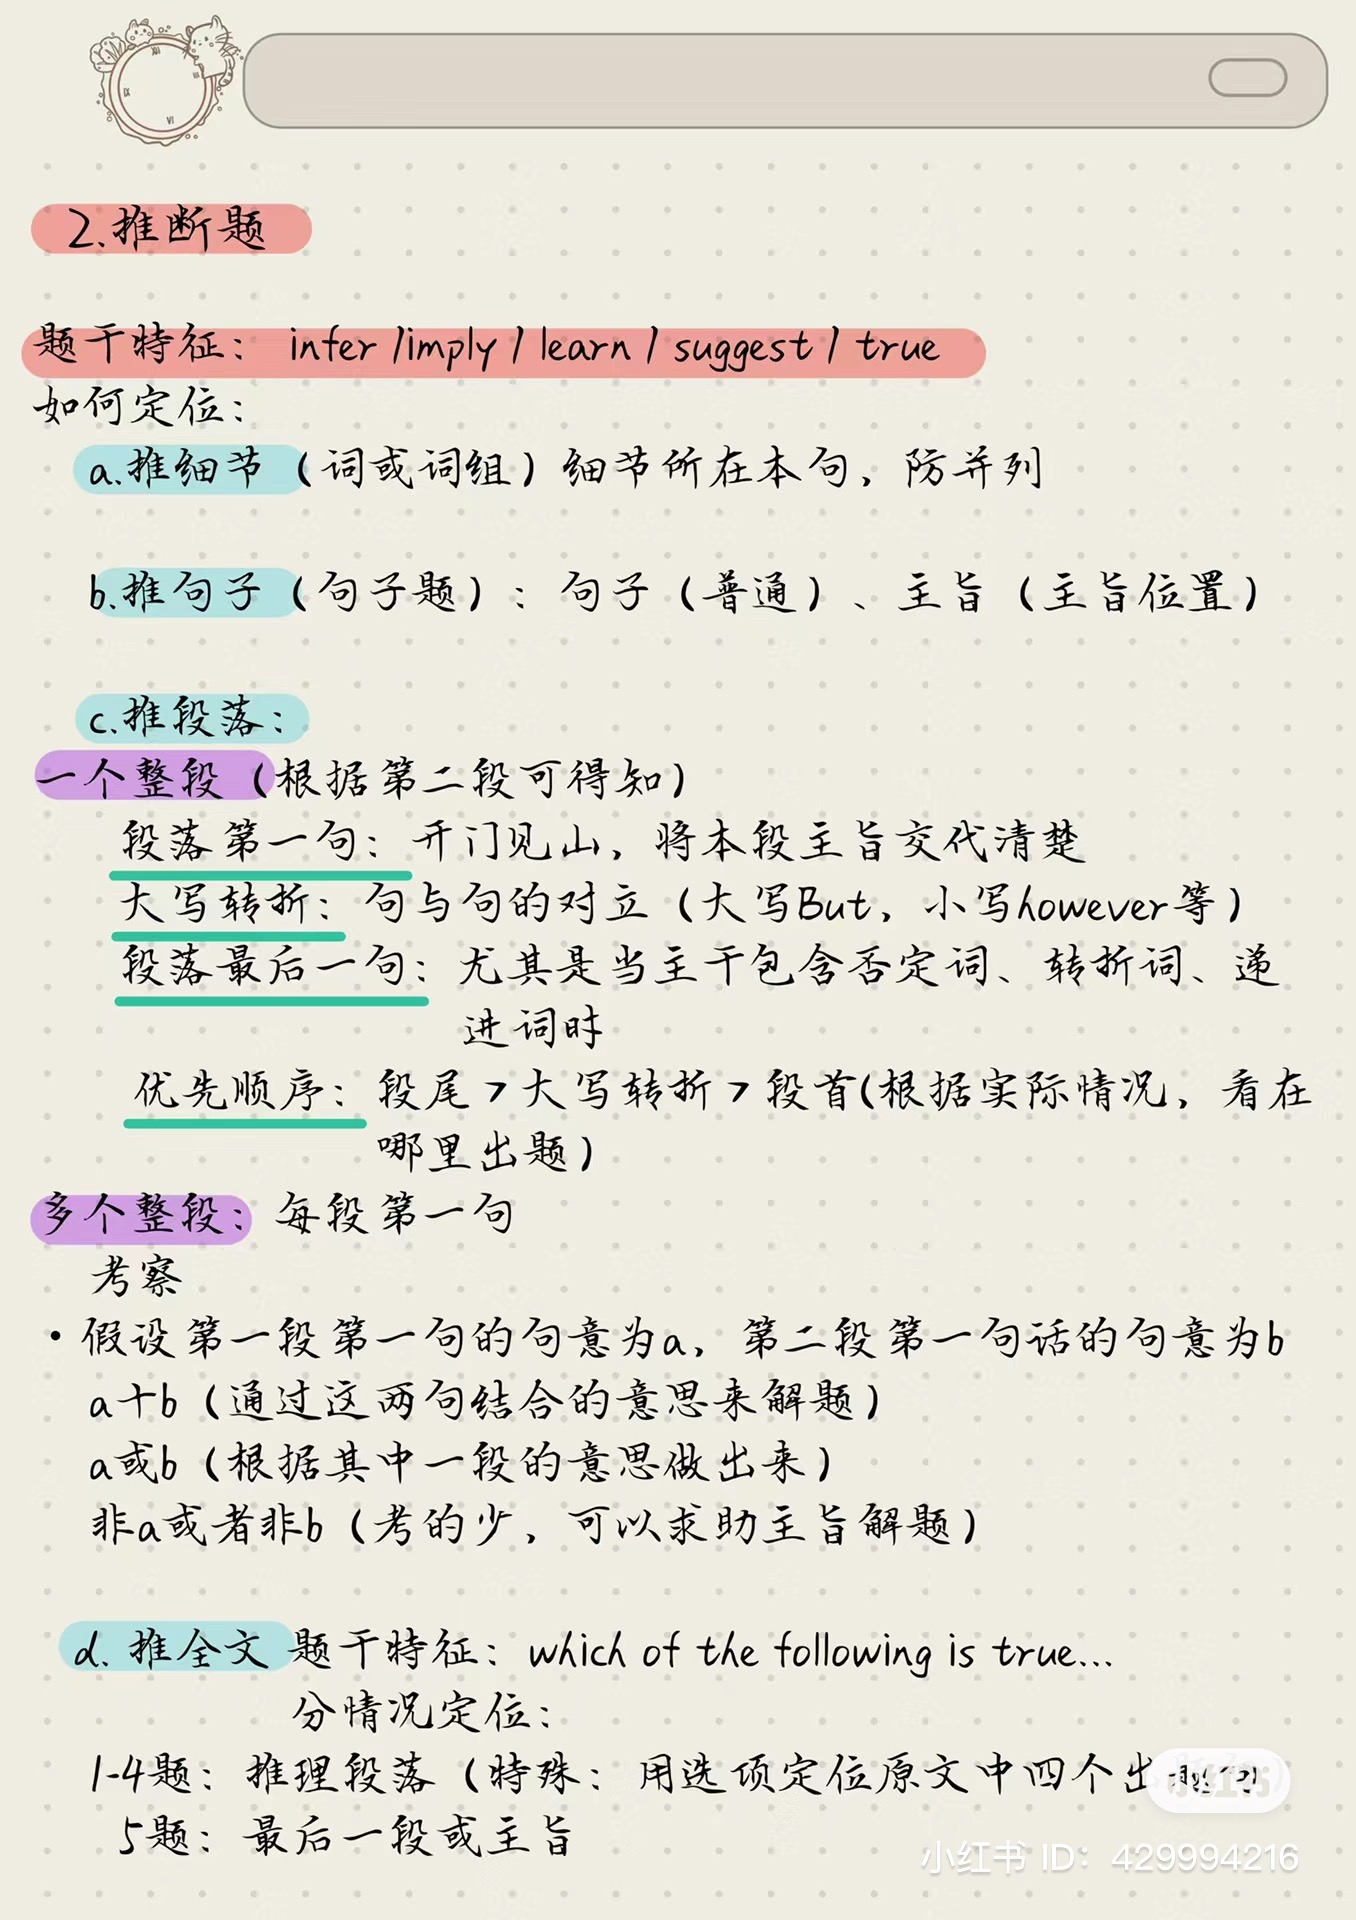 2.推断题
题干特征： infer /imply / learn / suggest / true
如何定位：
a.推细节（词或词组）细节所在本句，防并列
b.推句子（句子题）：句子（普通）、主旨（主旨位置）
c.推段落：
一个整段（根据第二段可得知）
段落第一句：开门见山，将本段主旨交代清楚
大写转折：句与句的对立（大写But，小写however等）
段落最后一句：尤其是当主干包含否定词、转折词、递
进词时
优先顺序：段尾>大写转折>段首(根据实际情况，看在
哪里出题）
多个整段：每段第一句
考察
•假设第一段第一句的句意为a，第二段第一句话的句意为b
a+b（通过这两句结合的意思来解题）
a或b（根据其中一段的意思做出来）
非a或者非b（考的少，可以求助主旨解题）
d. 推全文 题干特征：which of the following is true...
分情况定位：
1-4题：推理段落（特殊：用选项定位原文中四个出题句
5题：最后一段或主旨
小红书
小红书 ID：429994216